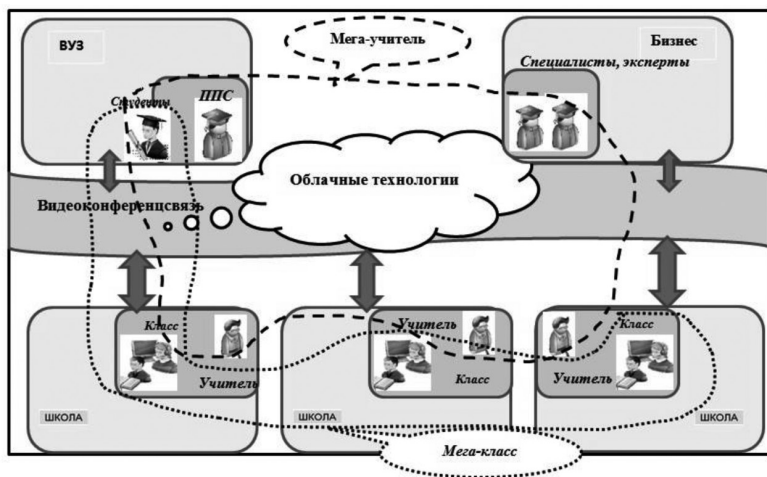 ВУЗ
Мега-учитель
Бизнес
Специалисты, эксперты
Студенты
ППС
Облачные технологии
Видеоконференцсвязь
Класс
Учитель
ШКОЛА
Учитель
Класс
ШКОЛА
Класс
Учитель
ШКОЛА
Мега-класс